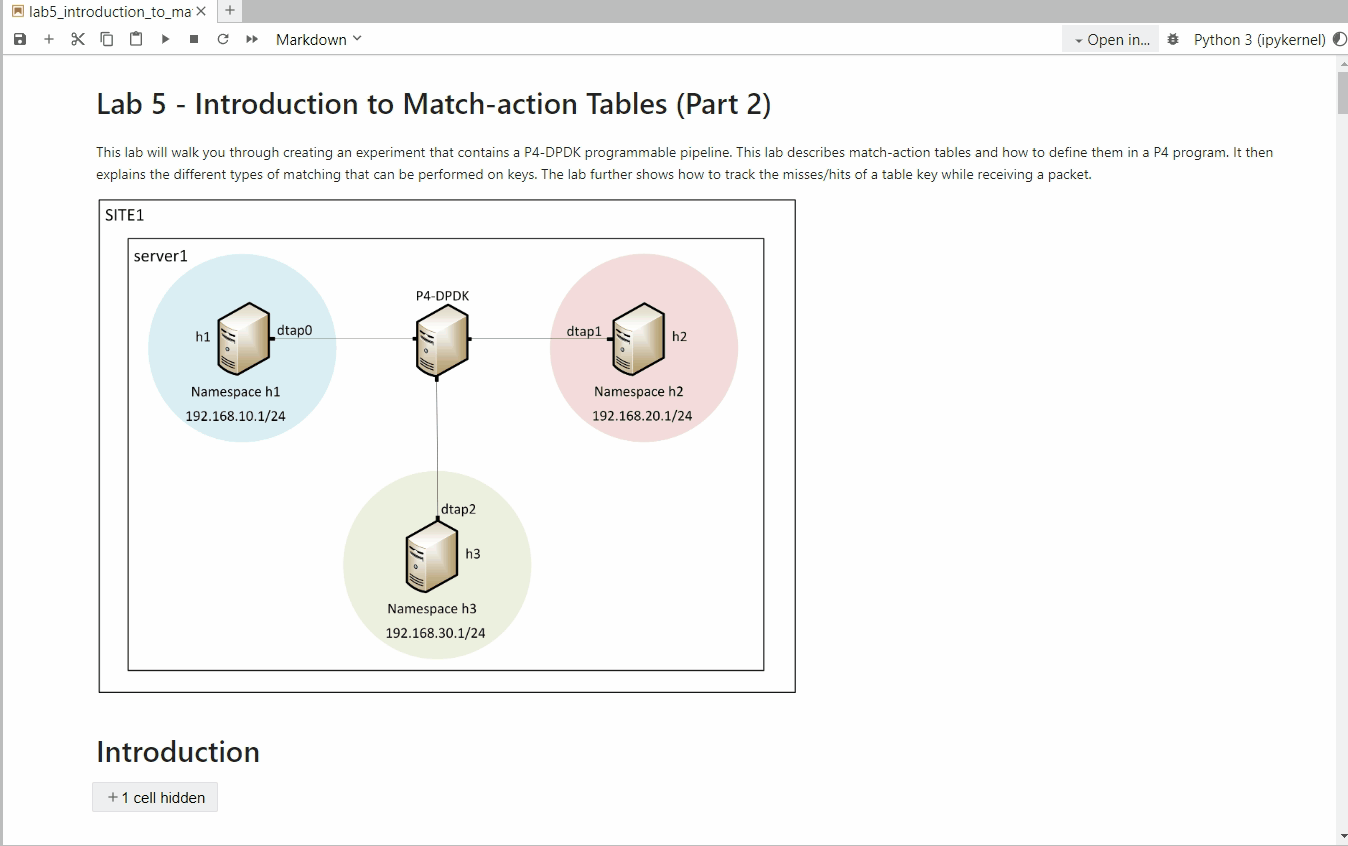 lab5_introduction_to_ma
Markdown
Open in...
Python 3 (ipykernel)
Lab 5 - Introduction to Match-action Tables (Part 2)
This lab will walk you through creating an experiment that contains a P4-DPDK programmable pipeline. This lab describes match-action tables and how to define them in a P4 program. It then
explains the different types of matching that can be performed on keys. The lab further shows how to track the misses/hits of a table key while receiving a packet.
SITE1
server1
P4-DPDK
h1
dtap0
dtap1
h2
Namespace h1
192.168.10.1/24
Namespace h2
192.168.20.1/24
dtap2
h3
Namespace h3
192.168.30.1/24
Introduction
+ 1 cell hidden